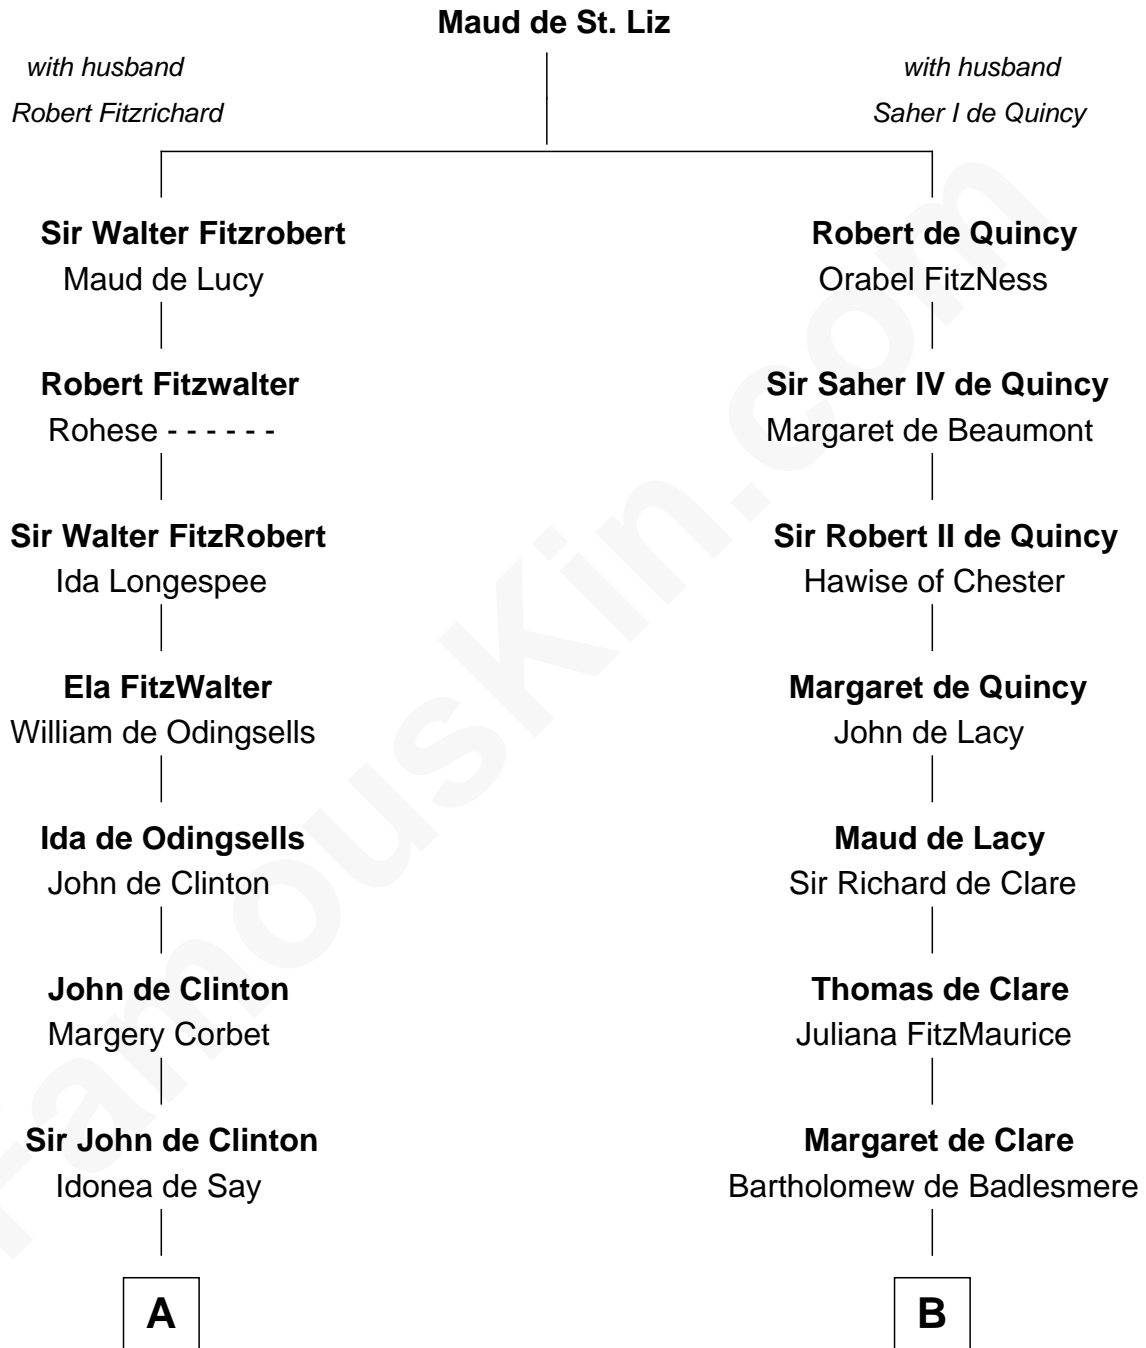 Maud de St. Liz
with husband
Robert Fitzrichard
with husband
Saher I de Quincy
Sir Walter Fitzrobert
Maud de Lucy
Robert de Quincy
Orabel FitzNess
Robert Fitzwalter
Rohese - - - - - -
Sir Saher IV de Quincy
Margaret de Beaumont
Sir Walter FitzRobert
Ida Longespee
Sir Robert II de Quincy
Hawise of Chester
Ela FitzWalter
William de Odingsells
Margaret de Quincy
John de Lacy
Ida de Odingsells
John de Clinton
Maud de Lacy
Sir Richard de Clare
John de Clinton
Margery Corbet
Thomas de Clare
Juliana FitzMaurice
Sir John de Clinton
Idonea de Say
Margaret de Clare
Bartholomew de Badlesmere
A
B
FamousKin.com